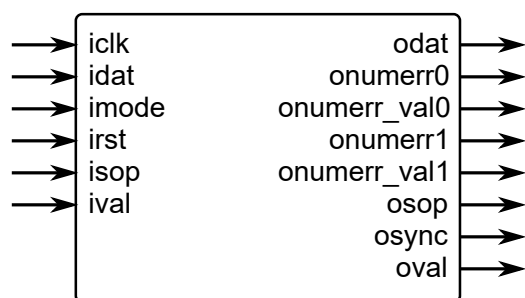 iclk odat
idat onumerr0
imode onumerr_val0
irst onumerr1
isop onumerr_val1
ival osop
osync
oval